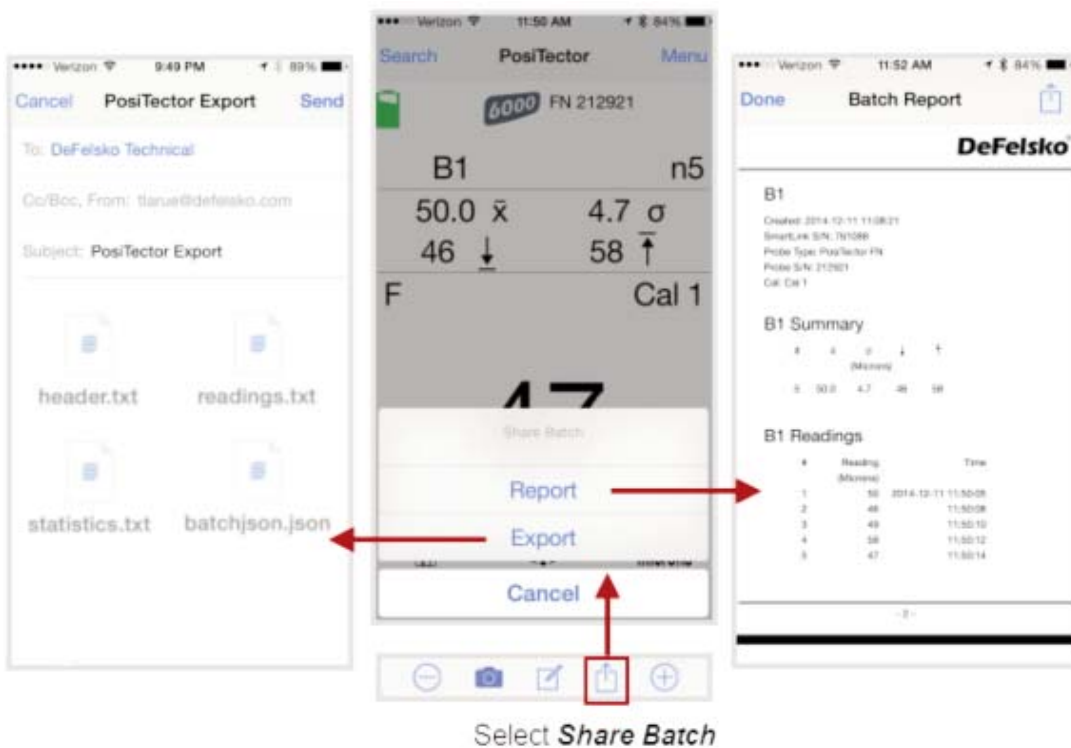 Verizon 9:49 PM 89%
Cancel PosiTector Export Send
To: DeFelsko Technical
Cc/Bcc, From: tlarue@defelsko.com
Subject: PosiTector Export
header.txt readings.txt
statistics.txt batchjson.json
Verizon 11:50 AM 84%
Search PosiTector Menu
6000 FN 212921
B1 n5
50.0 x̄ 4.7 σ
46 ↓ 58 ↑
F Cal 1
47
Share Batch
Report
Export
Cancel
Select Share Batch
Verizon 11:52 AM 84%
Done Batch Report
DeFelsko
B1
Created: 2014-12-11 11:08:21
SmartLink S/N: 761088
Probe Type: PosiTector FN
Probe S/N: 212921
Cal: Cal 1
B1 Summary
# x̄ σ ↓ ↑
(Microns)
5 50.0 4.7 46 58
B1 Readings
# Reading Time
(Microns)
1 50 2014-12-11 11:50:05
2 46 11:50:08
3 49 11:50:10
4 58 11:50:12
5 47 11:50:14
- 2 -